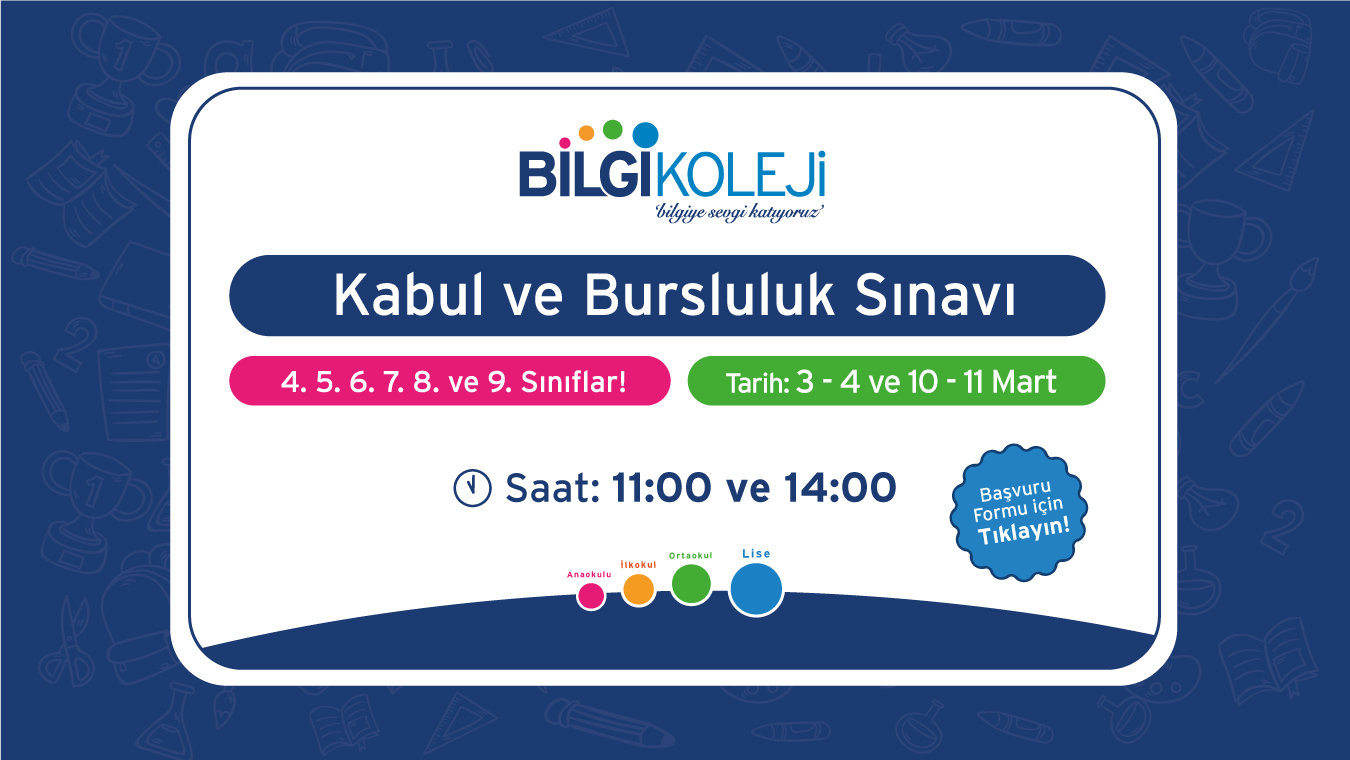 BİLGİKOLEJİ
'bilgiye sevgi katıyoruz'
Kabul ve Bursluluk Sınavı
4. 5. 6. 7. 8. ve 9. Sınıflar!
Tarih: 3 - 4 ve 10 - 11 Mart
Saat: 11:00 ve 14:00
Başvuru
Formu için
Tıklayın!
Anaokulu
İlkokul
Ortaokul
Lise